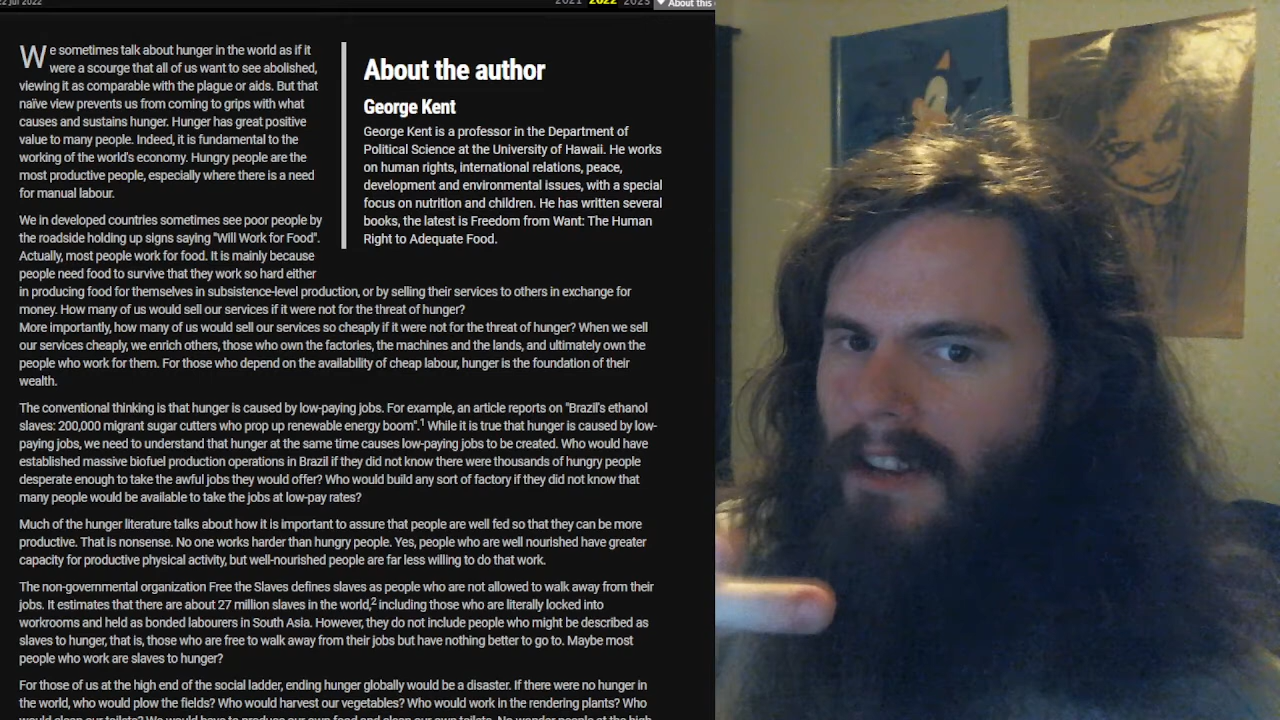 22 Jul 2022
2021 2022 2023 ▼ About this
We sometimes talk about hunger in the world as if it
were a scourge that all of us want to see abolished,
viewing it as comparable with the plague or aids. But that
naïve view prevents us from coming to grips with what
causes and sustains hunger. Hunger has great positive
value to many people. Indeed, it is fundamental to the
working of the world's economy. Hungry people are the
most productive people, especially where there is a need
for manual labour.
We in developed countries sometimes see poor people by
the roadside holding up signs saying "Will Work for Food".
Actually, most people work for food. It is mainly because
people need food to survive that they work so hard either
in producing food for themselves in subsistence-level production, or by selling their services to others in exchange for
money. How many of us would sell our services if it were not for the threat of hunger?
More importantly, how many of us would sell our services so cheaply if it were not for the threat of hunger? When we sell
our services cheaply, we enrich others, those who own the factories, the machines and the lands, and ultimately own the
people who work for them. For those who depend on the availability of cheap labour, hunger is the foundation of their
wealth.
The conventional thinking is that hunger is caused by low-paying jobs. For example, an article reports on "Brazil's ethanol
slaves: 200,000 migrant sugar cutters who prop up renewable energy boom".1 While it is true that hunger is caused by low-
paying jobs, we need to understand that hunger at the same time causes low-paying jobs to be created. Who would have
established massive biofuel production operations in Brazil if they did not know there were thousands of hungry people
desperate enough to take the awful jobs they would offer? Who would build any sort of factory if they did not know that
many people would be available to take the jobs at low-pay rates?
Much of the hunger literature talks about how it is important to assure that people are well fed so that they can be more
productive. That is nonsense. No one works harder than hungry people. Yes, people who are well nourished have greater
capacity for productive physical activity, but well-nourished people are far less willing to do that work.
The non-governmental organization Free the Slaves defines slaves as people who are not allowed to walk away from their
jobs. It estimates that there are about 27 million slaves in the world,2 including those who are literally locked into
workrooms and held as bonded labourers in South Asia. However, they do not include people who might be described as
slaves to hunger, that is, those who are free to walk away from their jobs but have nothing better to go to. Maybe most
people who work are slaves to hunger?
For those of us at the high end of the social ladder, ending hunger globally would be a disaster. If there were no hunger in
the world, who would plow the fields? Who would harvest our vegetables? Who would work in the rendering plants? Who
would clean our toilets? We would have to produce our own food and clean our own toilets. No wonder people at the high
About the author
George Kent
George Kent is a professor in the Department of
Political Science at the University of Hawaii. He works
on human rights, international relations, peace,
development and environmental issues, with a special
focus on nutrition and children. He has written several
books, the latest is Freedom from Want: The Human
Right to Adequate Food.